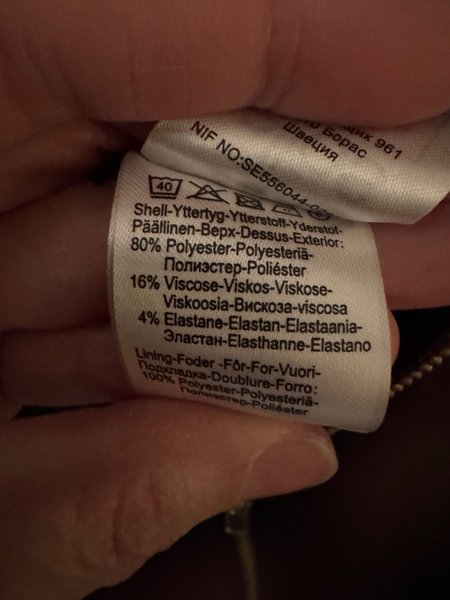 961
Борас
Швеция
NIF NO:SE556044-
40
Shell-Yttertyg-Ytterstoff-Yderstof-
Päällinen-Верх-Dessus-Exterior:
80% Polyester-Polyesteriä-
Полиэстер-Poliéster
16% Viscose-Viskos-Viskose-
Viskoosia-Вискоза-viscosa
4% Elastane-Elastan-Elastaania-
Эластан-Elasthanne-Elastano
Lining-Foder -Fôr-For-Vuori-
Подкладка-Doublure-Forro:
100% Polyester-Polyesteriä-
Полиэстер-Poliéster